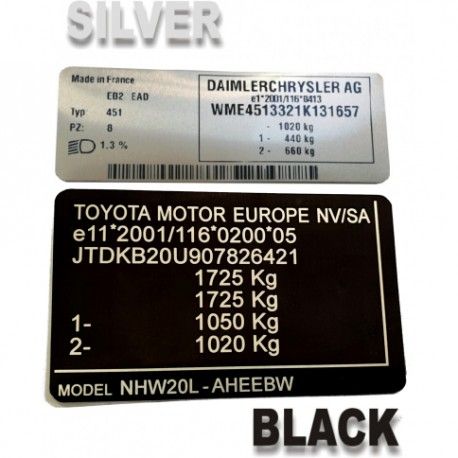 SILVER
Made in France
EB2 EAD
Typ 451
PZ: 8
1.3 %
DAIMLERCHRYSLER AG
e1*2001/116*0413
WME4513321K131657
- 1020 kg
1- 440 kg
2- 660 kg
TOYOTA MOTOR EUROPE NV/SA
e11*2001/116*0200*05
JTDKB20U907826421
1725 Kg
1725 Kg
1- 1050 Kg
2- 1020 Kg
MODEL NHW20L-AHEEBW
BLACK